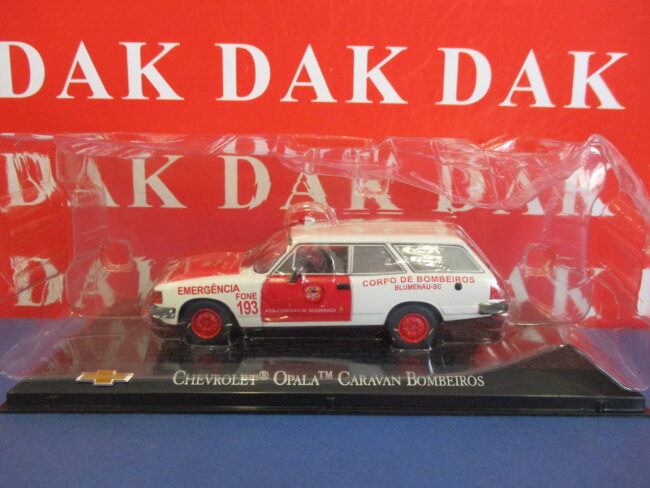 DAK DAK DAK DAK
DAK DAK DAK DAK
DAK
EMERGÊNCIA
FONE
193
CORPO DE BOMBEIROS
BLUMENAU-SC
CHEVROLET® OPALA™ CARAVAN BOMBEIROS